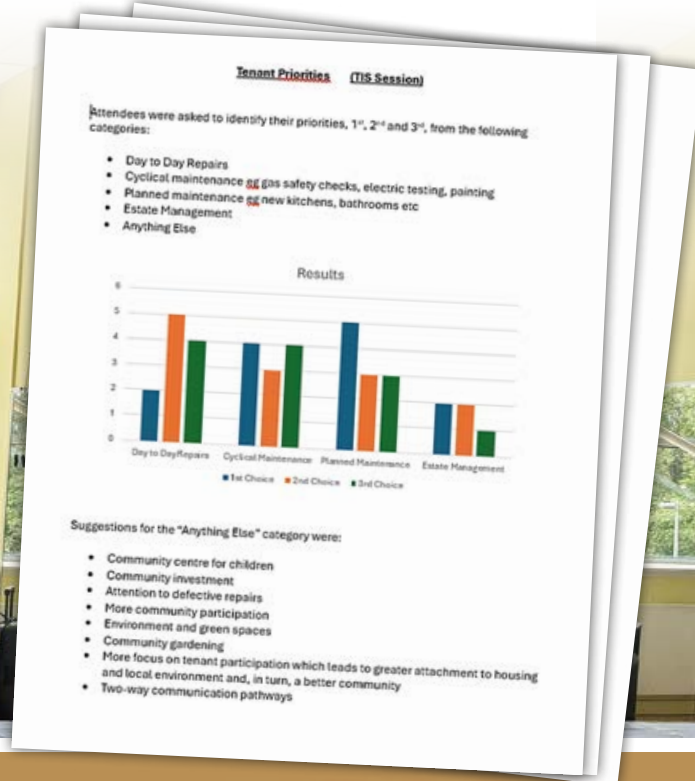 Tenant Priorities (TIS Session)
Attendees were asked to identify their priorities, 1st, 2nd and 3rd, from the following
categories:
• Day to Day Repairs
• Cyclical maintenance eg gas safety checks, electric testing, painting
• Planned maintenance eg new kitchens, bathrooms etc
• Estate Management
• Anything Else
Results
6
5
4
3
2
1
0
Day to Day Repairs Cyclical Maintenance Planned Maintenance Estate Management
1st Choice 2nd Choice 3rd Choice
Suggestions for the "Anything Else" category were:
• Community centre for children
• Community investment
• Attention to defective repairs
• More community participation
• Environment and green spaces
• Community gardening
• More focus on tenant participation which leads to greater attachment to housing
and local environment and, in turn, a better community
• Two-way communication pathways